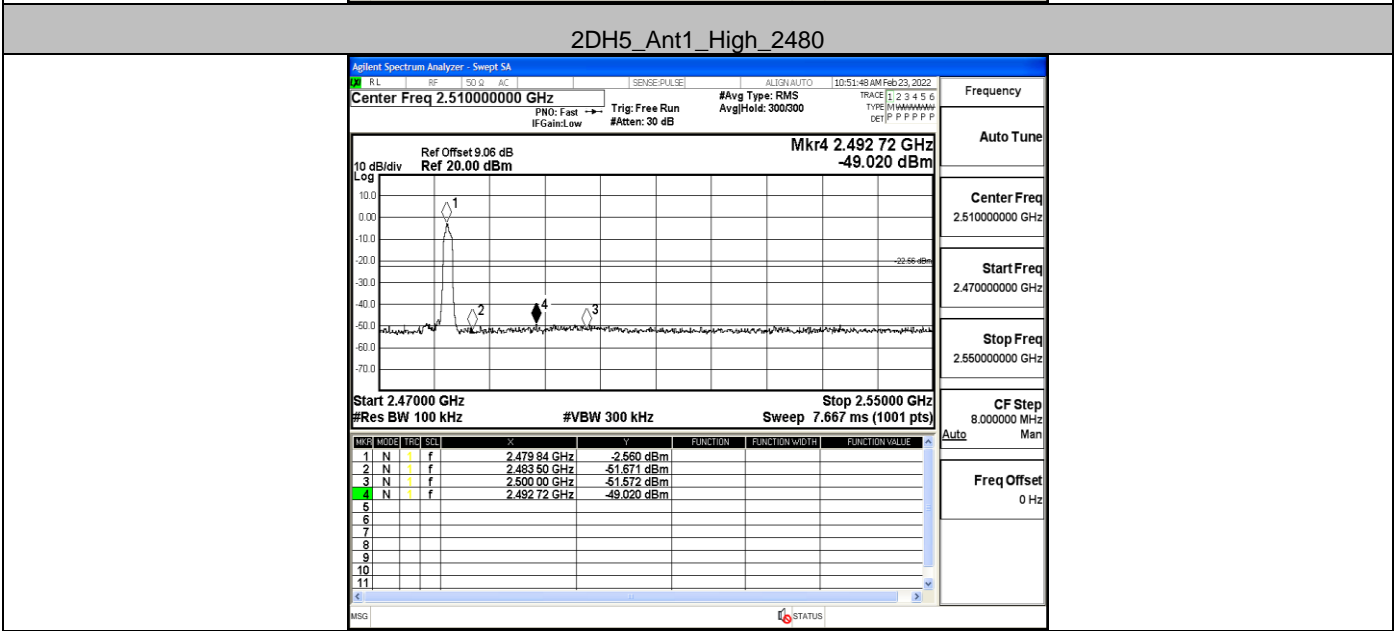 2DH5_Ant1_High_2480
Agilent Spectrum Analyzer - Swept SA
RL RF 50 Ω AC SENSE:PULSE ALIGN AUTO 10:51:48 AM Feb 23, 2022
Center Freq 2.510000000 GHz
PNO: Fast
IFGain:Low
Trig: Free Run
#Atten: 30 dB
#Avg Type: RMS
Avg|Hold: 300/300
TRACE 1 2 3 4 5 6
TYPE M
DET P P P P P P
Ref Offset 9.06 dB
Ref 20.00 dBm
10 dB/div
Log
Mkr4 2.492 72 GHz
-49.020 dBm
10.0
0.00
-10.0
-20.0
-30.0
-40.0
-50.0
-60.0
-70.0
1
2
4
3
-22.56 dBm
Start 2.47000 GHz Stop 2.55000 GHz
#Res BW 100 kHz #VBW 300 kHz Sweep 7.667 ms (1001 pts)
MKR MODE TRC SCL X Y FUNCTION FUNCTION WIDTH FUNCTION VALUE
1 N 1 f 2.479 84 GHz -2.560 dBm
2 N 1 f 2.483 50 GHz -51.671 dBm
3 N 1 f 2.500 00 GHz -51.572 dBm
4 N 1 f 2.492 72 GHz -49.020 dBm
5
6
7
8
9
10
11
MSG STATUS
Frequency
Auto Tune
Center Freq
2.510000000 GHz
Start Freq
2.470000000 GHz
Stop Freq
2.550000000 GHz
CF Step
8.000000 MHz
Auto Man
Freq Offset
0 Hz